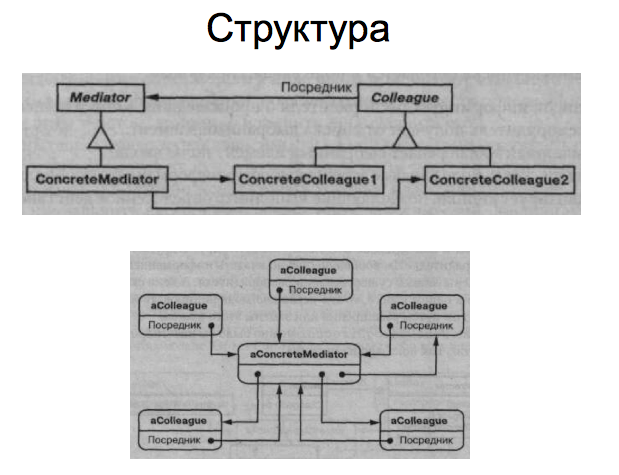 Структура
Посредник
Mediator
Colleague
ConcreteMediator
ConcreteColleague1
ConcreteColleague2
aColleague
Посредник
aColleague
Посредник
aColleague
Посредник
aConcreteMediator
aColleague
Посредник
aColleague
Посредник